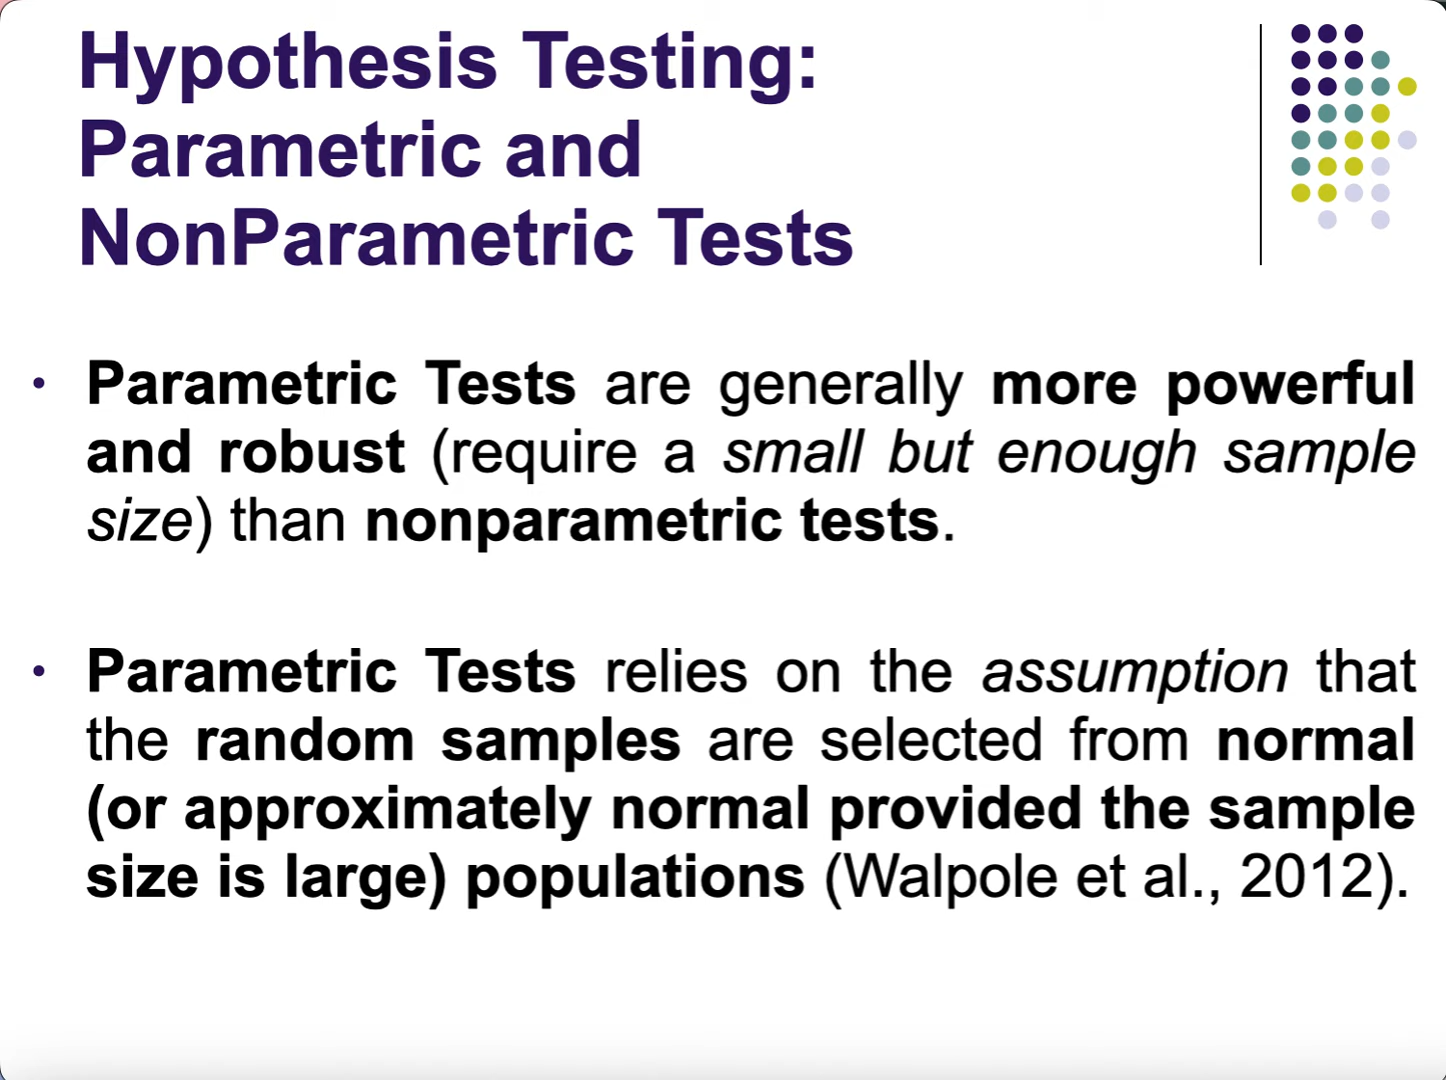 Hypothesis Testing:
Parametric and
NonParametric Tests
• Parametric Tests are generally more powerful
and robust (require a small but enough sample
size) than nonparametric tests.
• Parametric Tests relies on the assumption that
the random samples are selected from normal
(or approximately normal provided the sample
size is large) populations (Walpole et al., 2012).